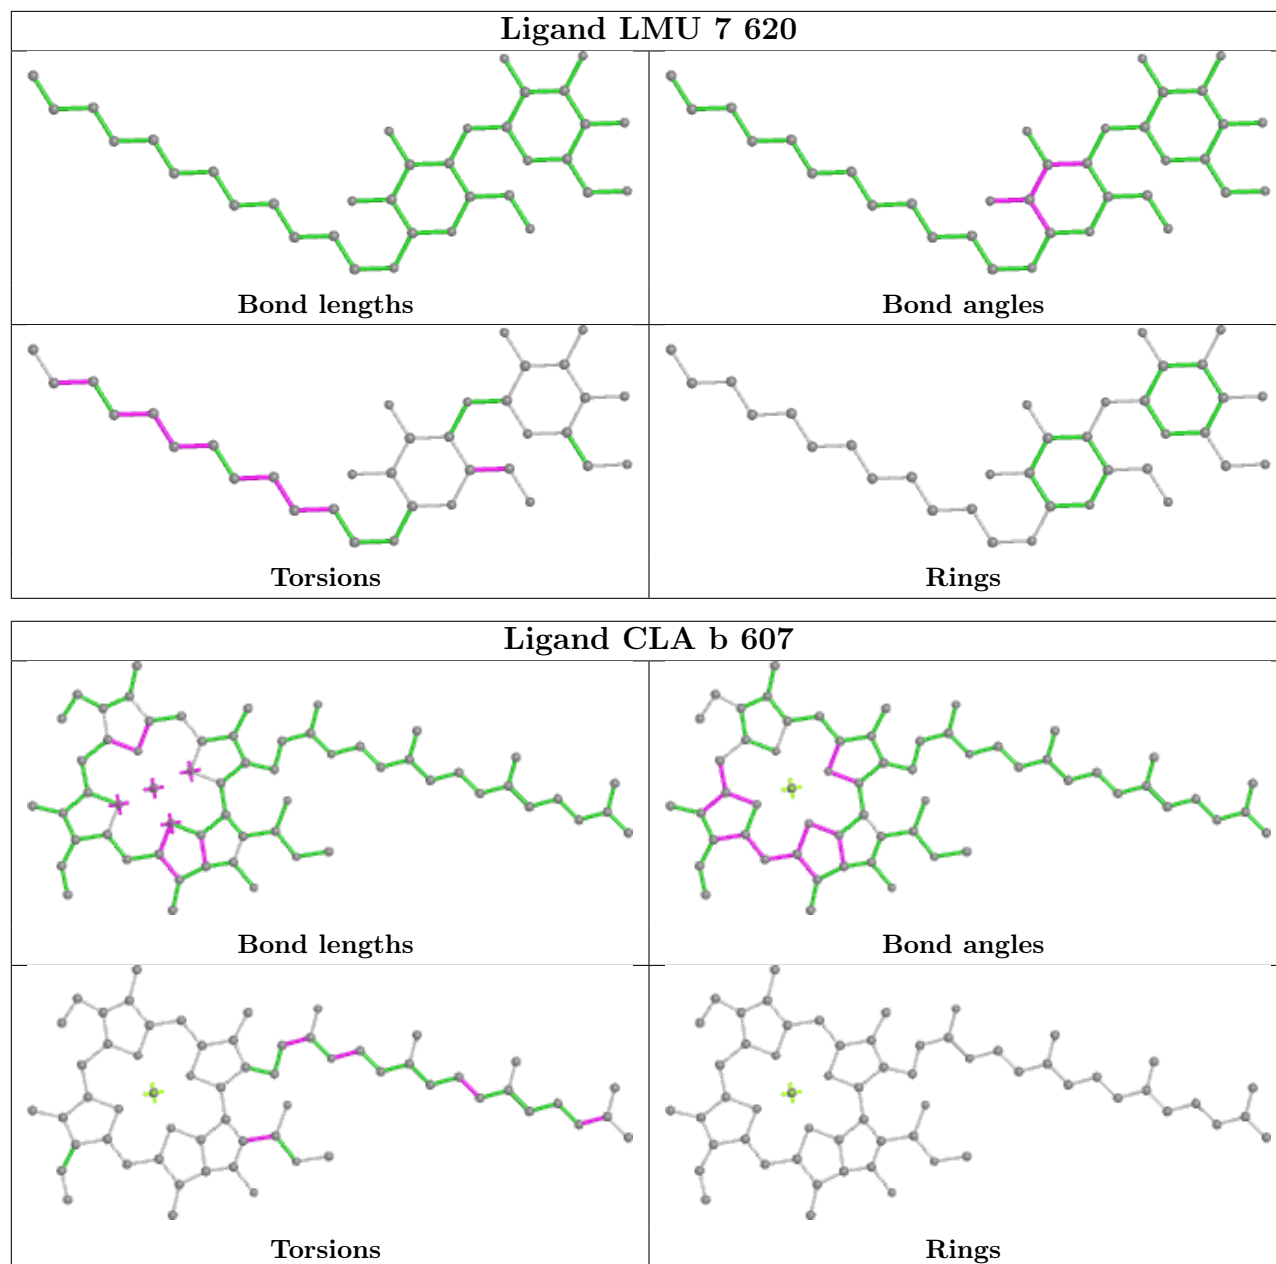 Ligand LMU 7 620
Bond lengths
Bond angles
Torsions
Rings
Ligand CLA b 607
Bond lengths
Bond angles
Torsions
Rings